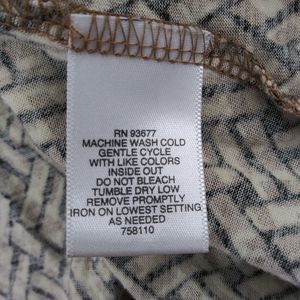 RN 93677
MACHINE WASH COLD
GENTLE CYCLE
WITH LIKE COLORS
INSIDE OUT
DO NOT BLEACH
TUMBLE DRY LOW
REMOVE PROMPTLY
IRON ON LOWEST SETTING
AS NEEDED
758110